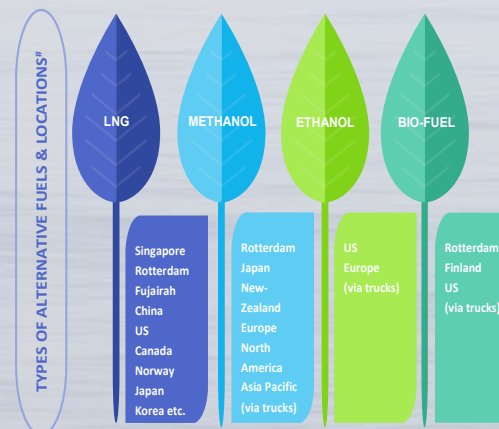 TYPES OF ALTERNATIVE FUELS & LOCATIONS#
LNG
METHANOL
ETHANOL
BIO-FUEL
Singapore
Rotterdam
Fujairah
China
US
Canada
Norway
Japan
Korea etc.
Rotterdam
Japan
New-
Zealand
Europe
North
America
Asia Pacific
(via trucks)
US
Europe
(via trucks)
Rotterdam
Finland
US
(via trucks)